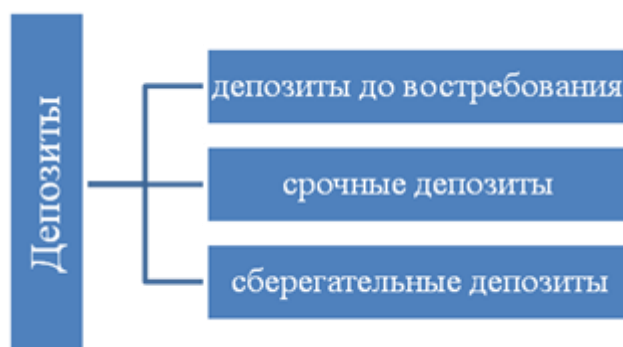 Депозиты
депозиты до востребования
срочные депозиты
сберегательные депозиты